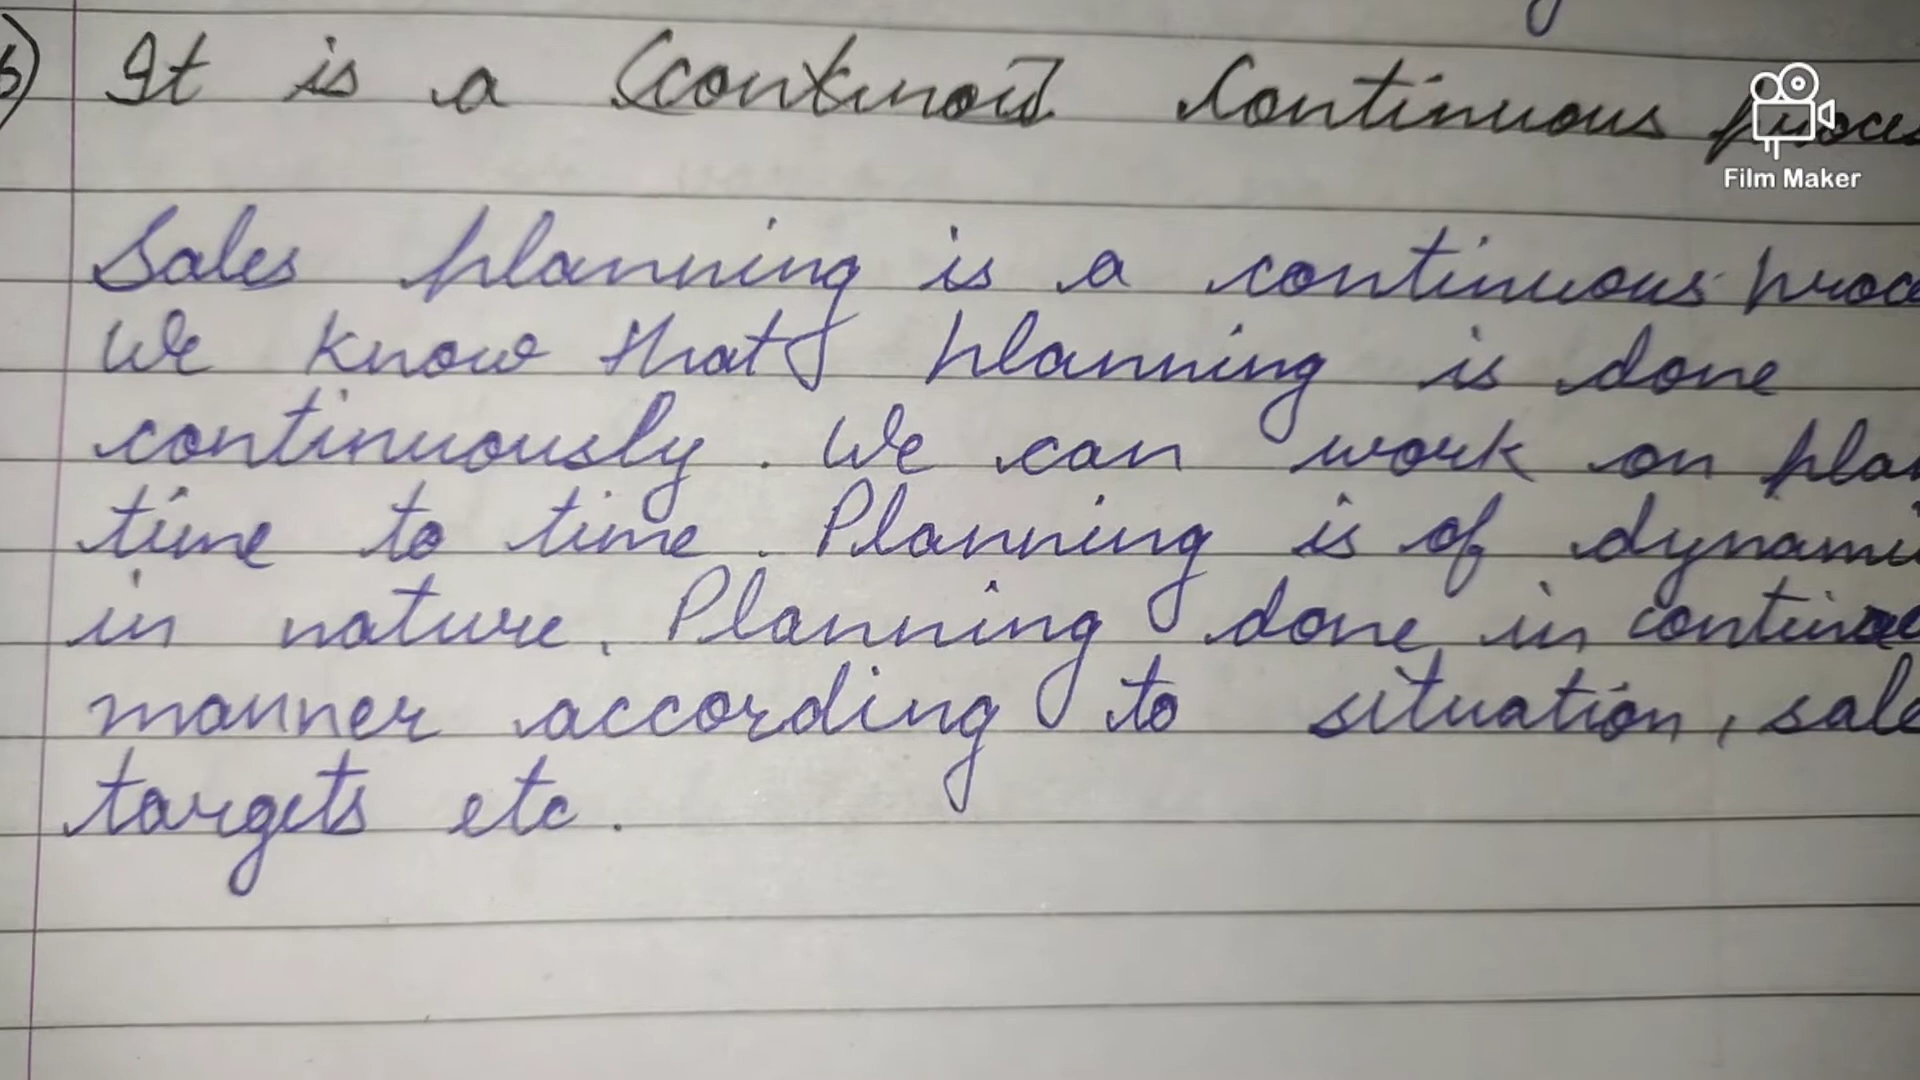 It is a Continuous
Film Maker
Sales planning is a continuous
We know that planning is done
continuously. We can work on
time to time. Planning is of
in nature. Planning done in
manner according to situation,
targets etc.